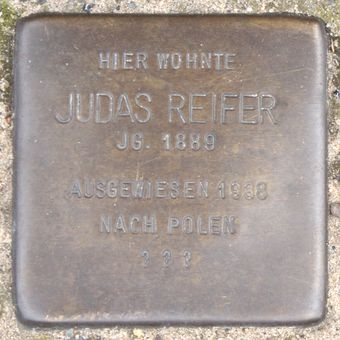 HIER WOHNTE
JUDAS REIFER
JG. 1889
AUSGEWIESEN 1938
NACH POLEN
? ? ?